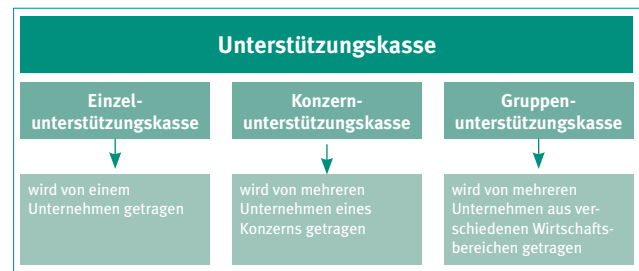 Unterstützungskasse
Einzel-
unterstützungskasse
wird von einem
Unternehmen getragen
Konzern-
unterstützungskasse
wird von mehreren
Unternehmen eines
Konzerns getragen
Gruppen-
unterstützungskasse
wird von mehreren
Unternehmen aus ver-
schiedenen Wirtschafts-
bereichen getragen